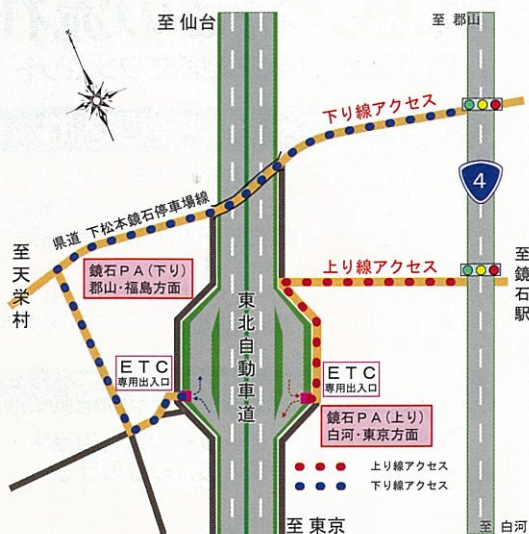 至 仙台
至 郡山
下り線アクセス
4
県道 下松本鏡石停車場線
至天栄村
鏡石PA(下り)
郡山・福島方面
上り線アクセス
至鏡石駅
東北自動車道
ETC
専用出入口
ETC
専用出入口
鏡石PA(上り)
白河・東京方面
上り線アクセス
下り線アクセス
至 東京
至 白河